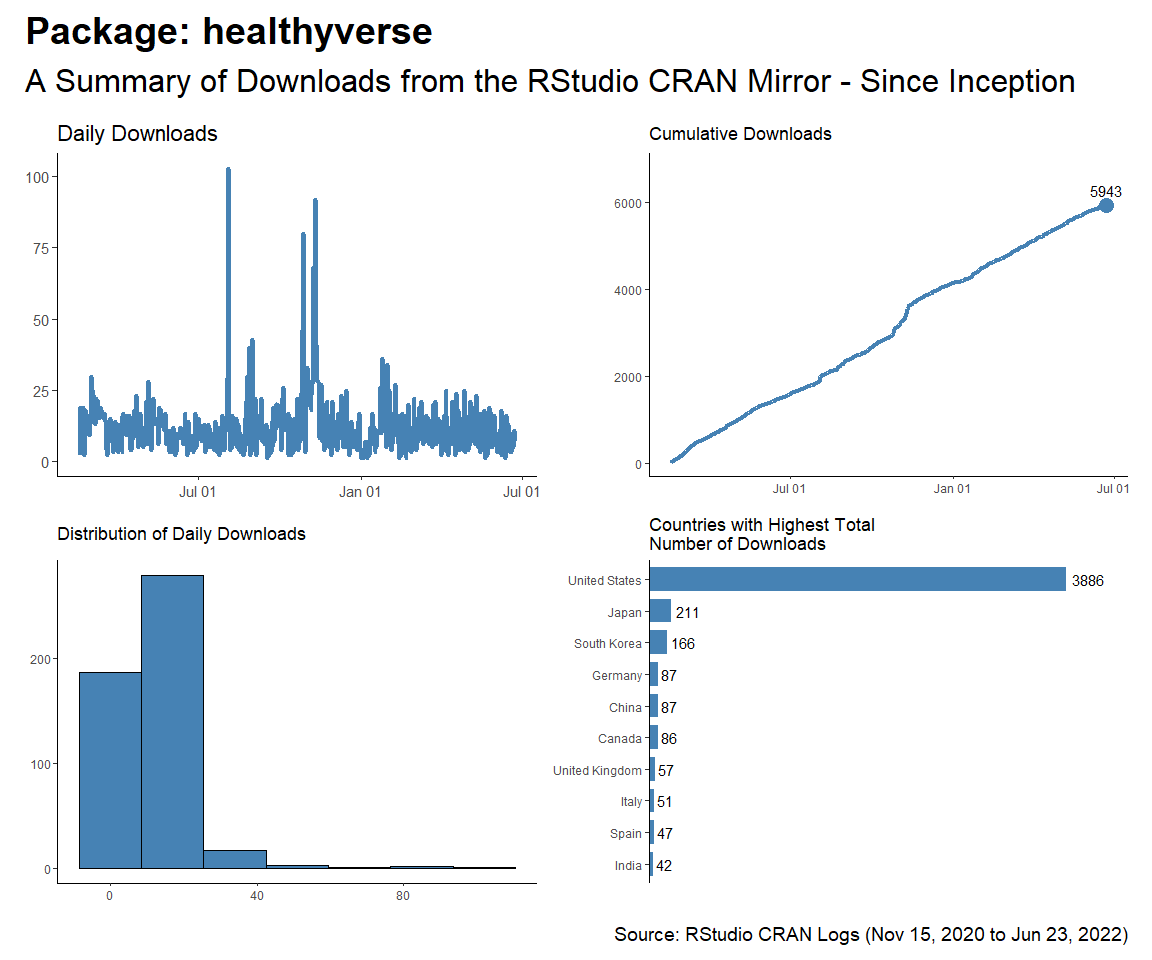 Package: healthyverse
A Summary of Downloads from the RStudio CRAN Mirror - Since Inception
Daily Downloads
100
75
50
25
0
Jul 01
Jan 01
Jul 01
Cumulative Downloads
5943
6000
4000
2000
0
Jul 01
Jan 01
Jul 01
Distribution of Daily Downloads
200
100
0
0
40
80
Countries with Highest Total
Number of Downloads
United States 3886
Japan 211
South Korea 166
Germany 87
China 87
Canada 86
United Kingdom 57
Italy 51
Spain 47
India 42
Source: RStudio CRAN Logs (Nov 15, 2020 to Jun 23, 2022)